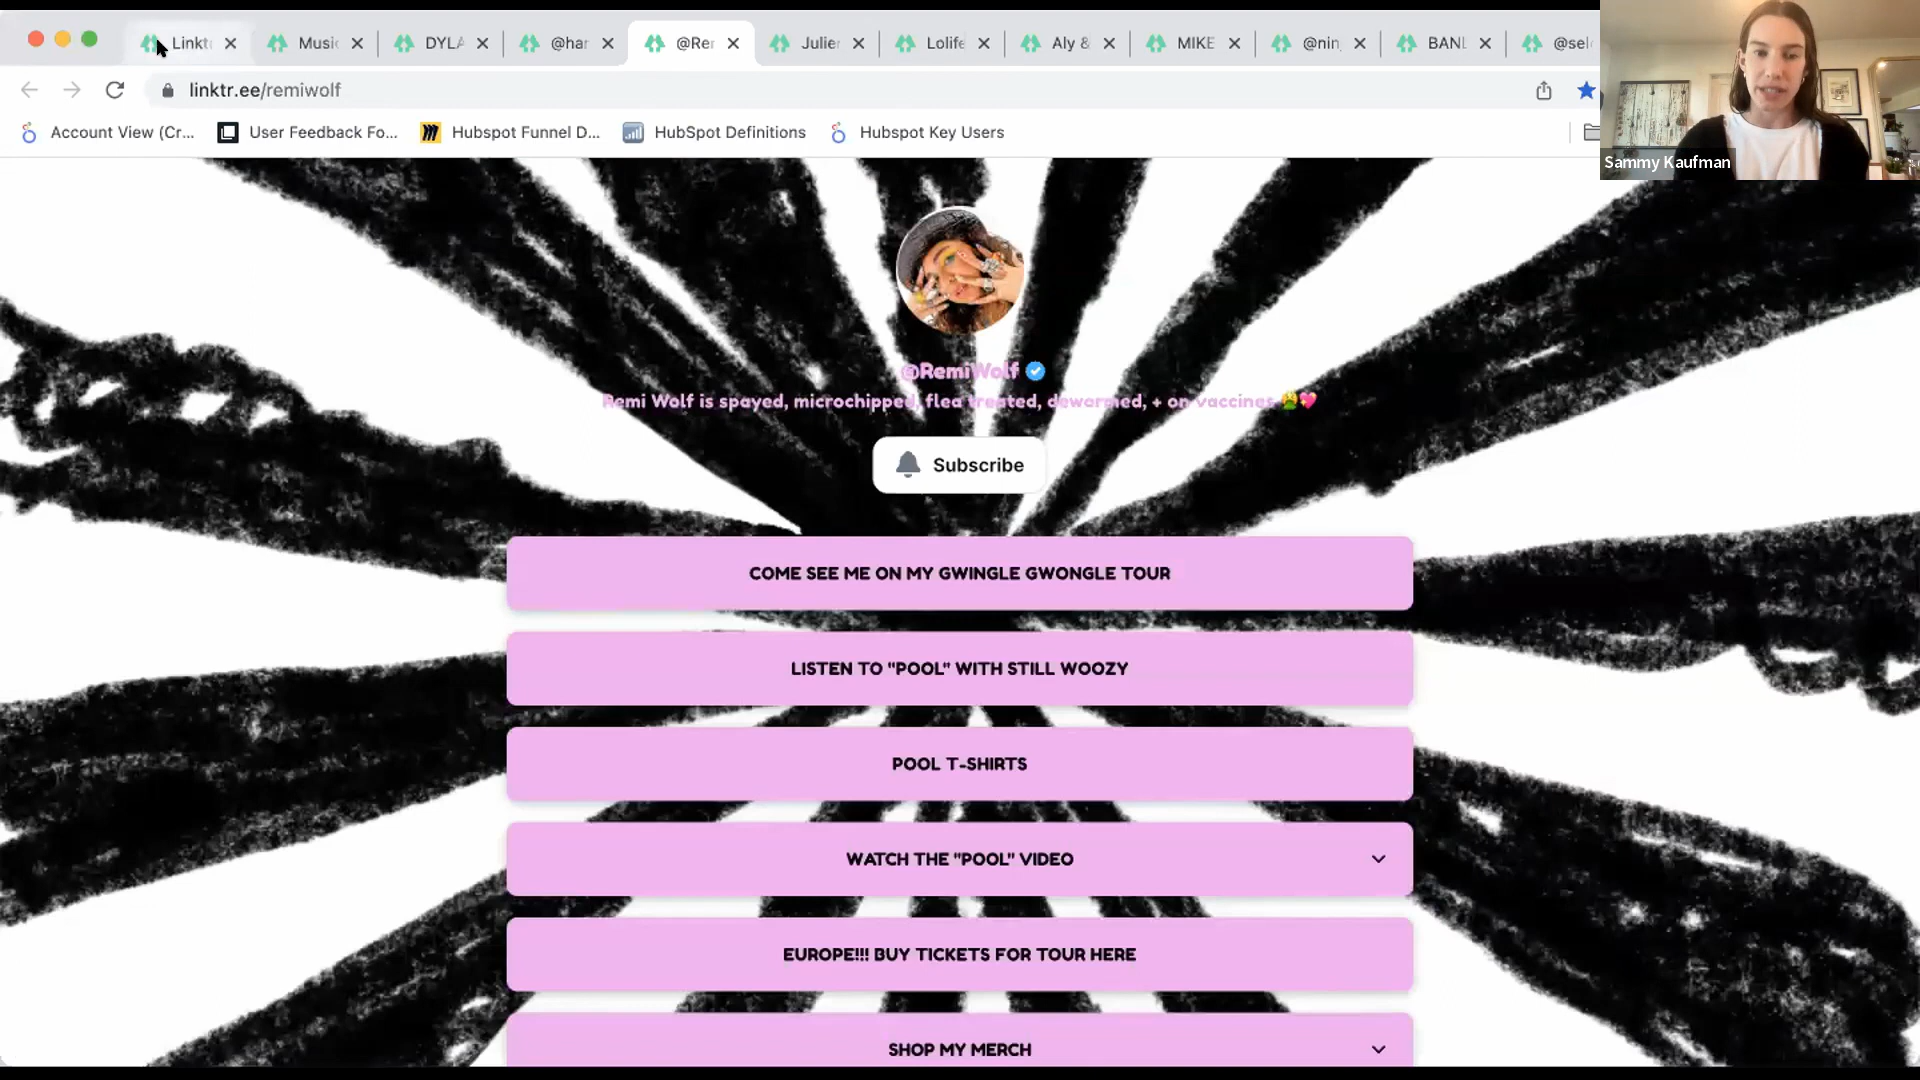 Linktr
Music
DYLA
@har
@Rer
Julier
Lolife
Aly &
MIKE
@nin
BANI
@sel
linktr.ee/remiwolf
Account View (Cr...
User Feedback Fo...
Hubspot Funnel D...
HubSpot Definitions
Hubspot Key Users
Sammy Kaufman
@RemiWolf
Remi Wolf is spayed, microchipped, flea treated, dewormed, + on vaccines 🤮💖
Subscribe
COME SEE ME ON MY GWINGLE GWONGLE TOUR
LISTEN TO "POOL" WITH STILL WOOZY
POOL T-SHIRTS
WATCH THE "POOL" VIDEO
EUROPE!!! BUY TICKETS FOR TOUR HERE
SHOP MY MERCH